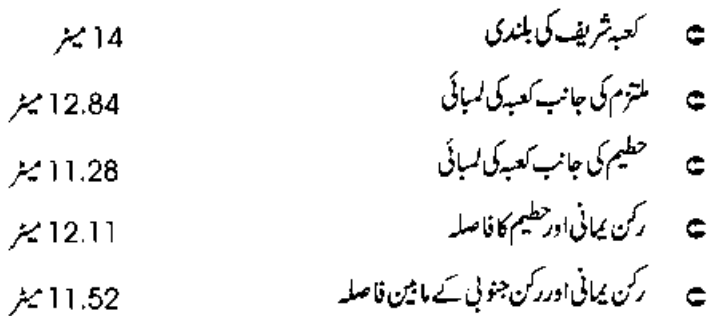 کعبہ شریف کی بلندی 14 میٹر
ملتزم کی جانب کعبہ کی لمبائی 12.84 میٹر
حطیم کی جانب کعبہ کی لمبائی 11.28 میٹر
رکن یمانی اور حطیم کا فاصلہ 12.11 میٹر
رکن یمانی اور رکن جنوبی کے مابین فاصلہ 11.52 میٹر